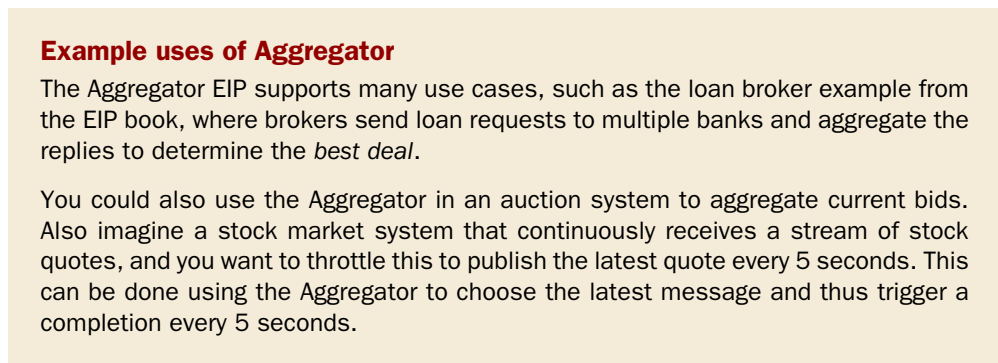 Example uses of Aggregator
The Aggregator EIP supports many use cases, such as the loan broker example from
the EIP book, where brokers send loan requests to multiple banks and aggregate the
replies to determine the best deal.
You could also use the Aggregator in an auction system to aggregate current bids.
Also imagine a stock market system that continuously receives a stream of stock
quotes, and you want to throttle this to publish the latest quote every 5 seconds. This
can be done using the Aggregator to choose the latest message and thus trigger a
completion every 5 seconds.